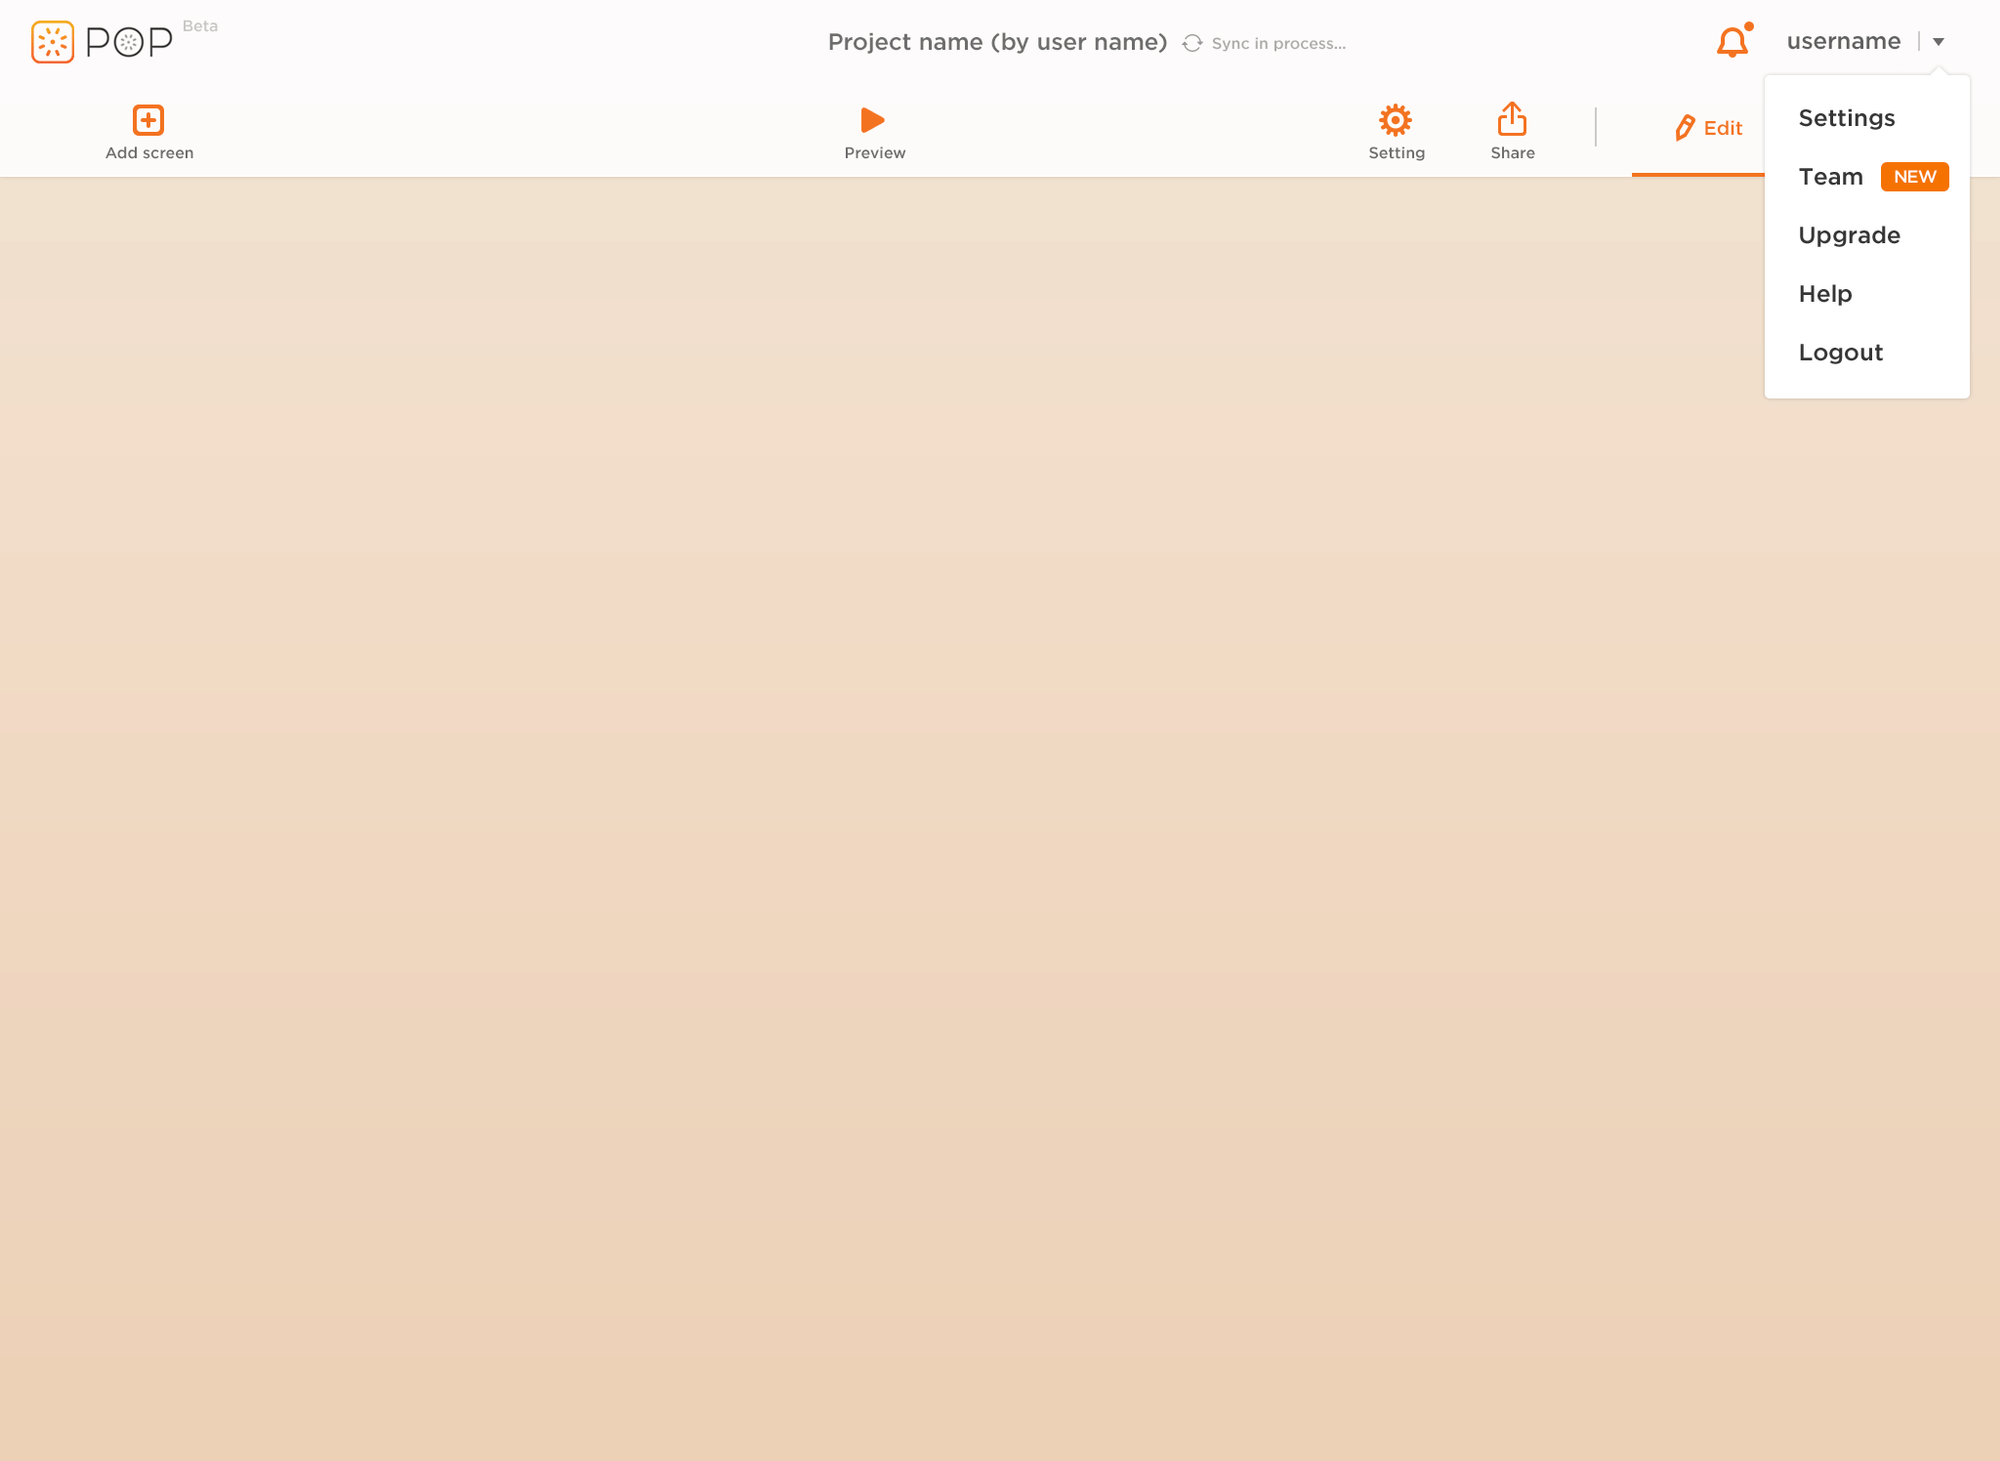 POP Beta
Project name (by user name) Sync in process...
username
Add screen
Preview
Setting
Share
Edit
Settings
Team NEW
Upgrade
Help
Logout